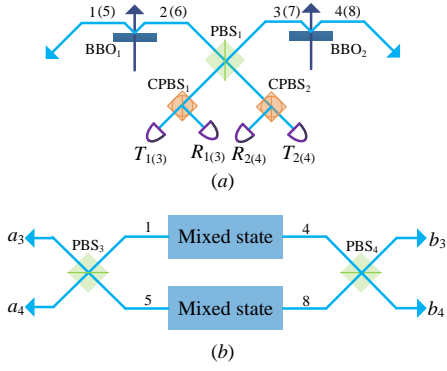 1(5) 2(6) 3(7) 4(8)
PBS₁
BBO₁ BBO₂
CPBS₁ CPBS₂
T₁₍₃₎ R₁₍₃₎ R₂₍₄₎ T₂₍₄₎
(a)
1 4
a₃ PBS₃ Mixed state PBS₄ b₃
a₄ 5 Mixed state 8 b₄
(b)